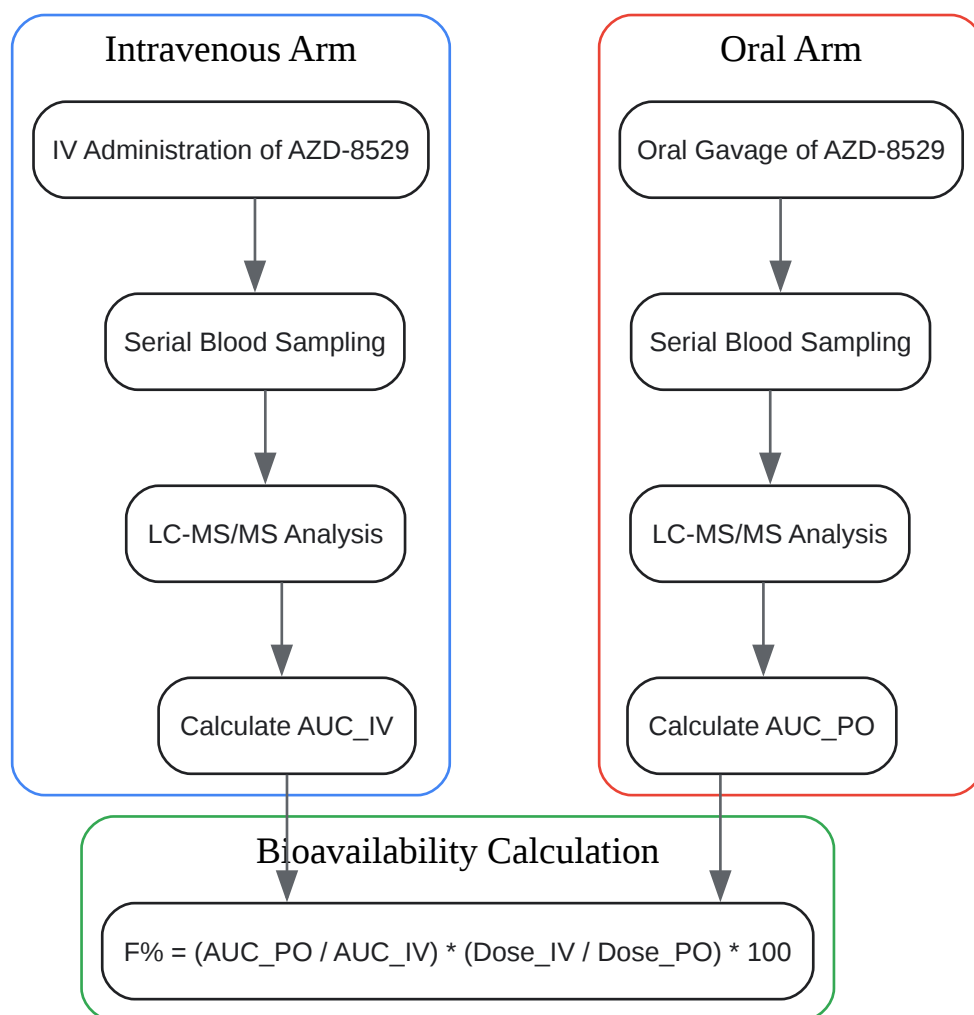 Intravenous Arm
IV Administration of AZD-8529
Serial Blood Sampling
LC-MS/MS Analysis
Calculate AUC_IV
Oral Arm
Oral Gavage of AZD-8529
Serial Blood Sampling
LC-MS/MS Analysis
Calculate AUC_PO
Bioavailability Calculation
F% = (AUC_PO / AUC_IV) * (Dose_IV / Dose_PO) * 100